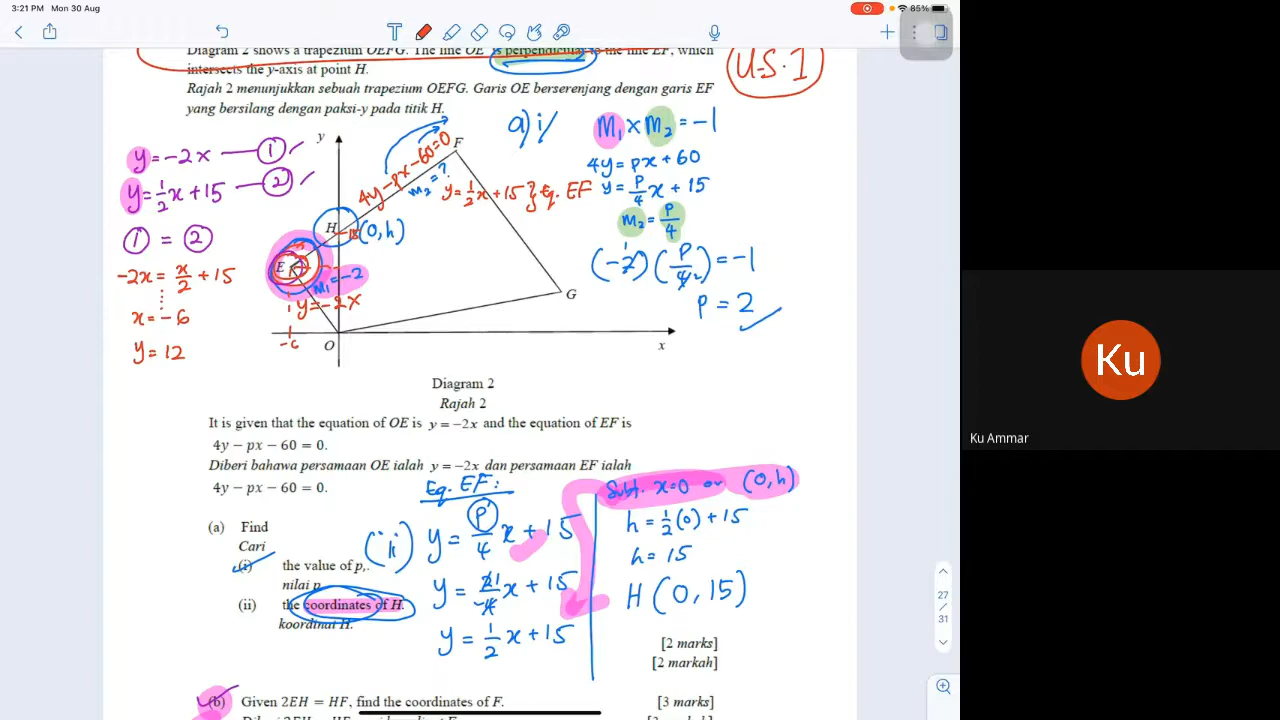 3:21 PM Mon 30 Aug
85%
Diagram 2 shows a trapezium OEFG. The line OE is perpendicular to the line EF, which
intersects the y-axis at point H.
Rajah 2 menunjukkan sebuah trapezium OEFG. Garis OE berserenjang dengan garis EF
yang bersilang dengan paksi-y pada titik H.
U.S.1
a) i/
M₁ × M₂ = -1
4y = px + 60
y = p/4 x + 15
M₂ = p/4
(-2)(p/4) = -1
p = 2
y = -2x — ①
y = 1/2 x + 15 — ②
① = ②
-2x = x/2 + 15
x = -6
y = 12
y
F
4y-px-60=0
m₂ = ?
y = 1/2 x + 15 } eq. EF
H
15
(0, h)
E
M₁ = -2
y = -2x
G
-6
O
x
Diagram 2
Rajah 2
It is given that the equation of OE is y = −2x and the equation of EF is
4y − px − 60 = 0.
Diberi bahawa persamaan OE ialah y = −2x dan persamaan EF ialah
4y − px − 60 = 0.
(a) Find
Cari
(i) the value of p,.
nilai p
(ii) the coordinates of H.
koordinat H.
Eq. EF:
(ii) y = p/4 x + 15
y = 2/4 x + 15
y = 1/2 x + 15
Subt. x=0 or (0, h)
h = 1/2 (0) + 15
h = 15
H (0, 15)
[2 marks]
[2 markah]
(b) Given 2EH = HF, find the coordinates of F.
[3 marks]
27
/
31
Ku
Ku Ammar